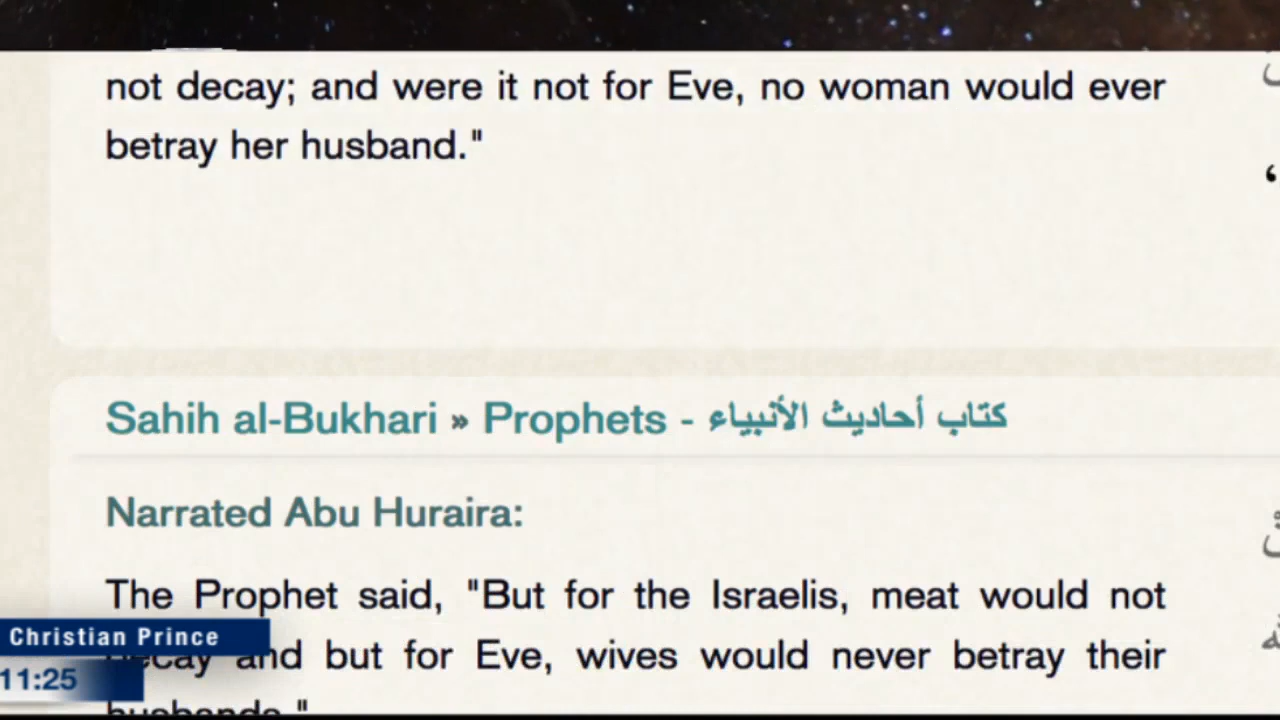 not decay; and were it not for Eve, no woman would ever
betray her husband."
Sahih al-Bukhari » Prophets - كتاب أحاديث الأنبياء
Narrated Abu Huraira:
The Prophet said, "But for the Israelis, meat would not
decay and but for Eve, wives would never betray their
husbands."
Christian Prince
11:25